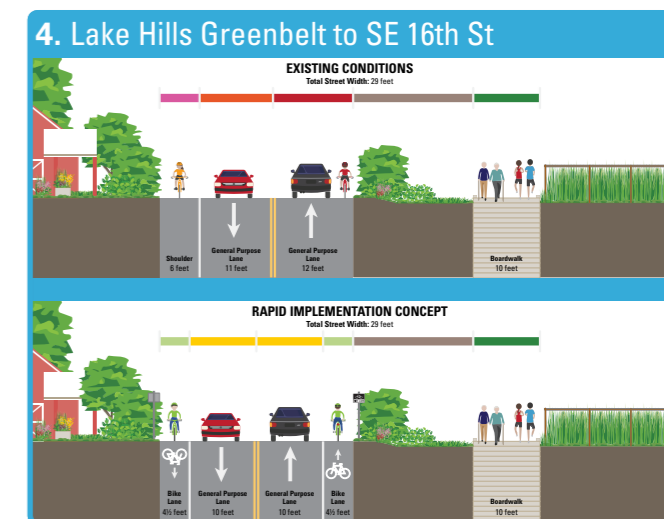 4. Lake Hills Greenbelt to SE 16th St
EXISTING CONDITIONS
Total Street Width: 29 feet
Shoulder
6 feet
General Purpose
Lane
11 feet
General Purpose
Lane
12 feet
Boardwalk
10 feet
RAPID IMPLEMENTATION CONCEPT
Total Street Width: 29 feet
Bike
Lane
4½ feet
General Purpose
Lane
10 feet
General Purpose
Lane
10 feet
Bike
Lane
4½ feet
Boardwalk
10 feet